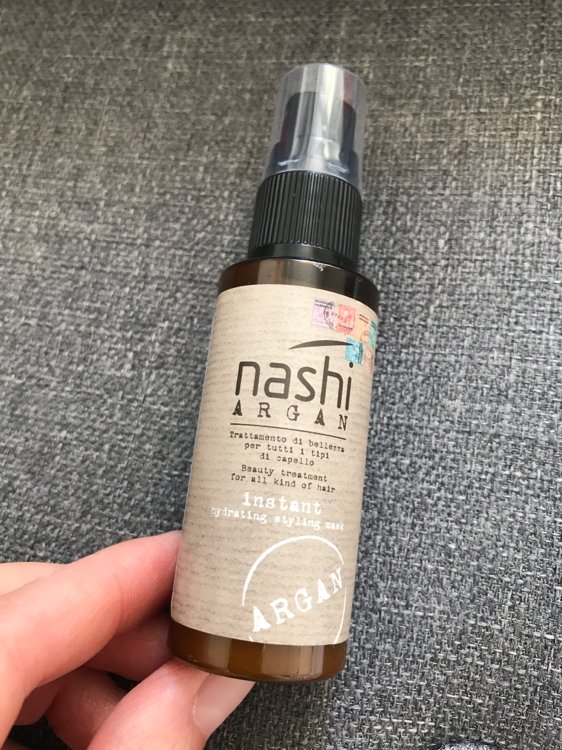 nashi
ARGAN
Trattamento di bellezza
per tutti i tipi
di capello
Beauty treatment
for all kind of hair
instant
hydrating styling mask
ARGAN